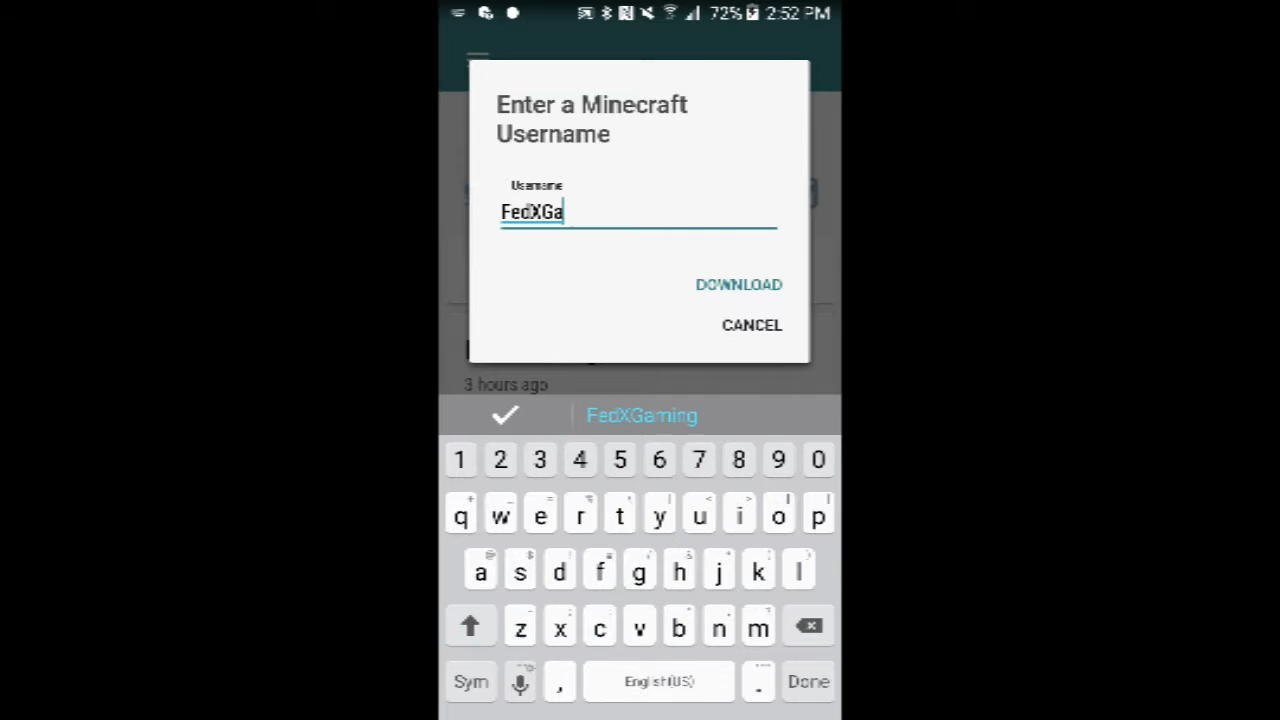 72% 2:52 PM
Enter a Minecraft
Username
Username
FedXGa
DOWNLOAD
CANCEL
3 hours ago
FedXGaming
1 2 3 4 5 6 7 8 9 0
q w e r t y u i o p
a s d f g h j k l
z x c v b n m
Sym , English(US) . Done